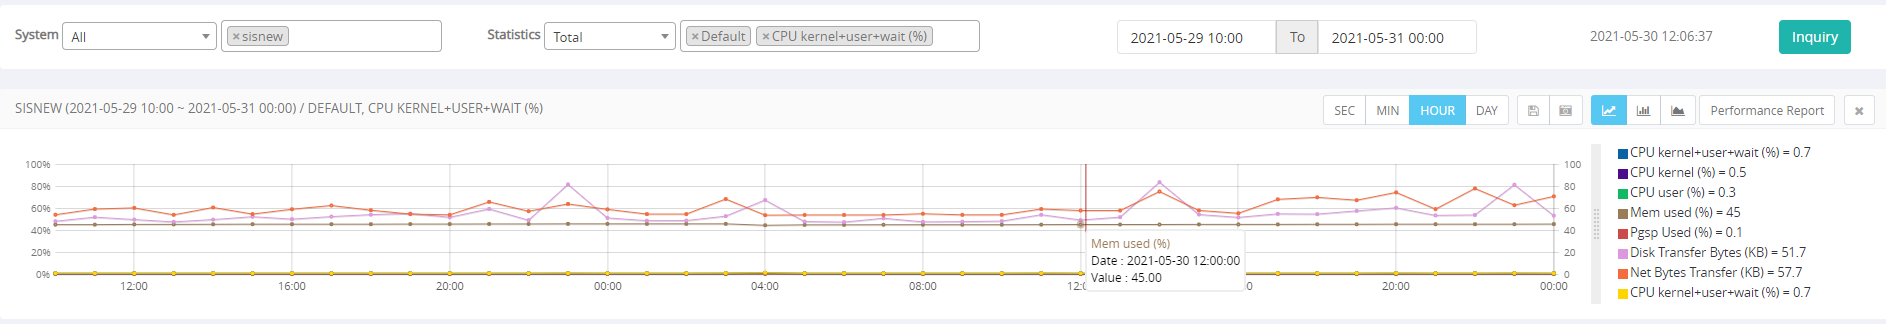 System All ×sisnew Statistics Total ×Default ×CPU kernel+user+wait (%) 2021-05-29 10:00 To 2021-05-31 00:00 2021-05-30 12:06:37 Inquiry
SISNEW (2021-05-29 10:00 ~ 2021-05-31 00:00) / DEFAULT, CPU KERNEL+USER+WAIT (%) SEC MIN HOUR DAY Performance Report ×
100% 100
80% 80
60% 60
40% 40
20% 20
0% 0
12:00 16:00 20:00 00:00 04:00 08:00 20:00 00:00
Mem used (%)
Date : 2021-05-30 12:00:00
Value : 45.00
CPU kernel+user+wait (%) = 0.7
CPU kernel (%) = 0.5
CPU user (%) = 0.3
Mem used (%) = 45
Pgsp Used (%) = 0.1
Disk Transfer Bytes (KB) = 51.7
Net Bytes Transfer (KB) = 57.7
CPU kernel+user+wait (%) = 0.7